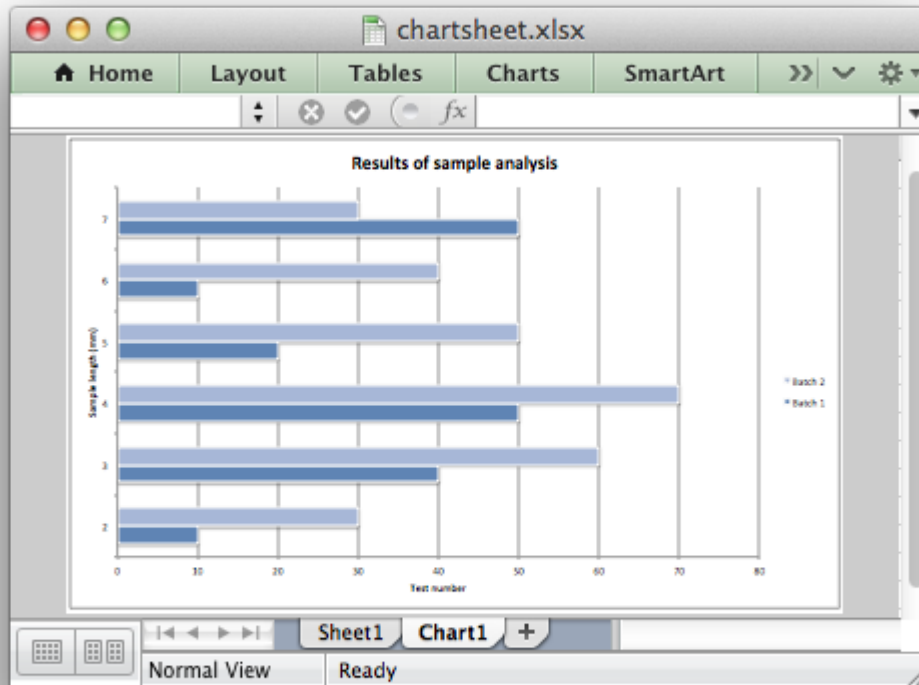 chartsheet.xlsx
Home Layout Tables Charts SmartArt
fx
Results of sample analysis
7
6
5
4
3
2
Sample length (mm)
Batch 2
Batch 1
0 10 20 30 40 50 60 70 80
Test number
Sheet1 Chart1 +
Normal View Ready